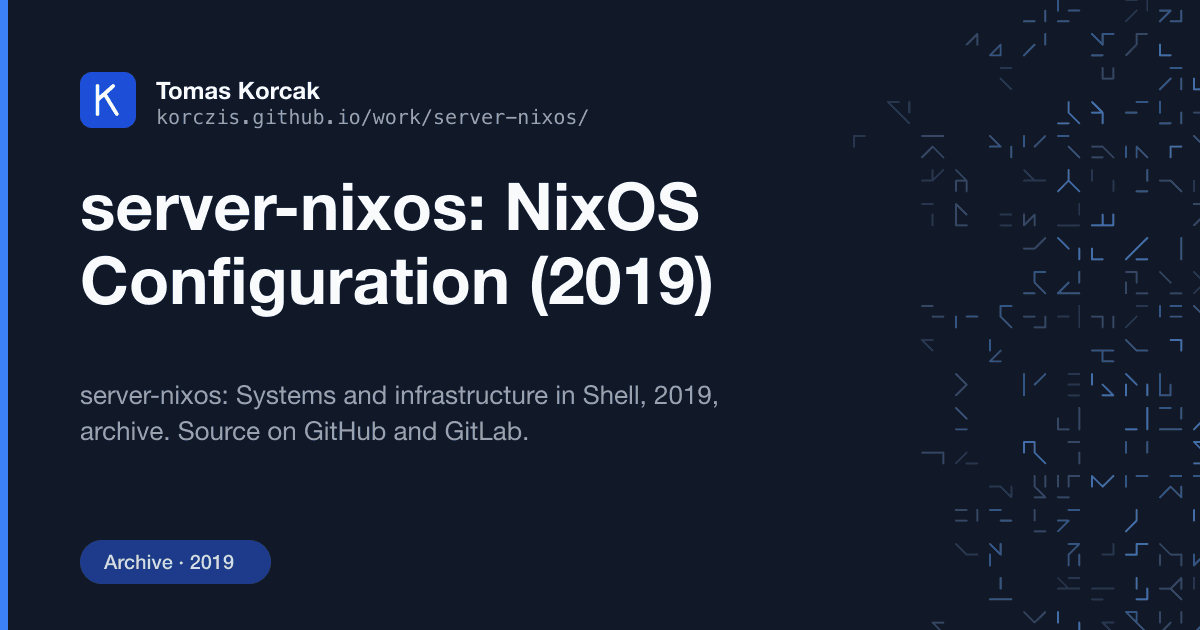 K
Tomas Korcak
korczis.github.io/work/server-nixos/
server-nixos: NixOS
Configuration (2019)
server-nixos: Systems and infrastructure in Shell, 2019,
archive. Source on GitHub and GitLab.
Archive · 2019